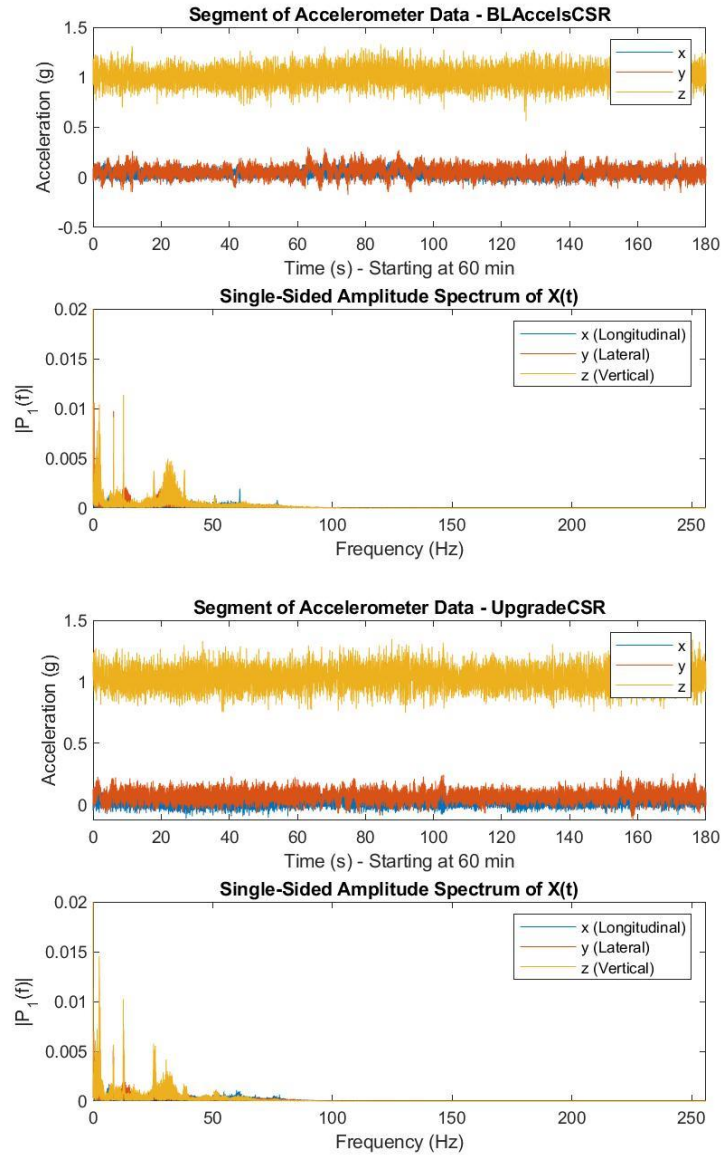 Segment of Accelerometer Data - BLAccelsCSR
1.5
1
0.5
0
-0.5
Acceleration (g)
x
y
z
0 20 40 60 80 100 120 140 160 180
Time (s) - Starting at 60 min
Single-Sided Amplitude Spectrum of X(t)
0.02
0.015
0.01
0.005
0
|P_1(f)|
x (Longitudinal)
y (Lateral)
z (Vertical)
0 50 100 150 200 250
Frequency (Hz)
Segment of Accelerometer Data - UpgradeCSR
1.5
1
0.5
0
Acceleration (g)
x
y
z
0 20 40 60 80 100 120 140 160 180
Time (s) - Starting at 60 min
Single-Sided Amplitude Spectrum of X(t)
0.02
0.015
0.01
0.005
0
|P_1(f)|
x (Longitudinal)
y (Lateral)
z (Vertical)
0 50 100 150 200 250
Frequency (Hz)